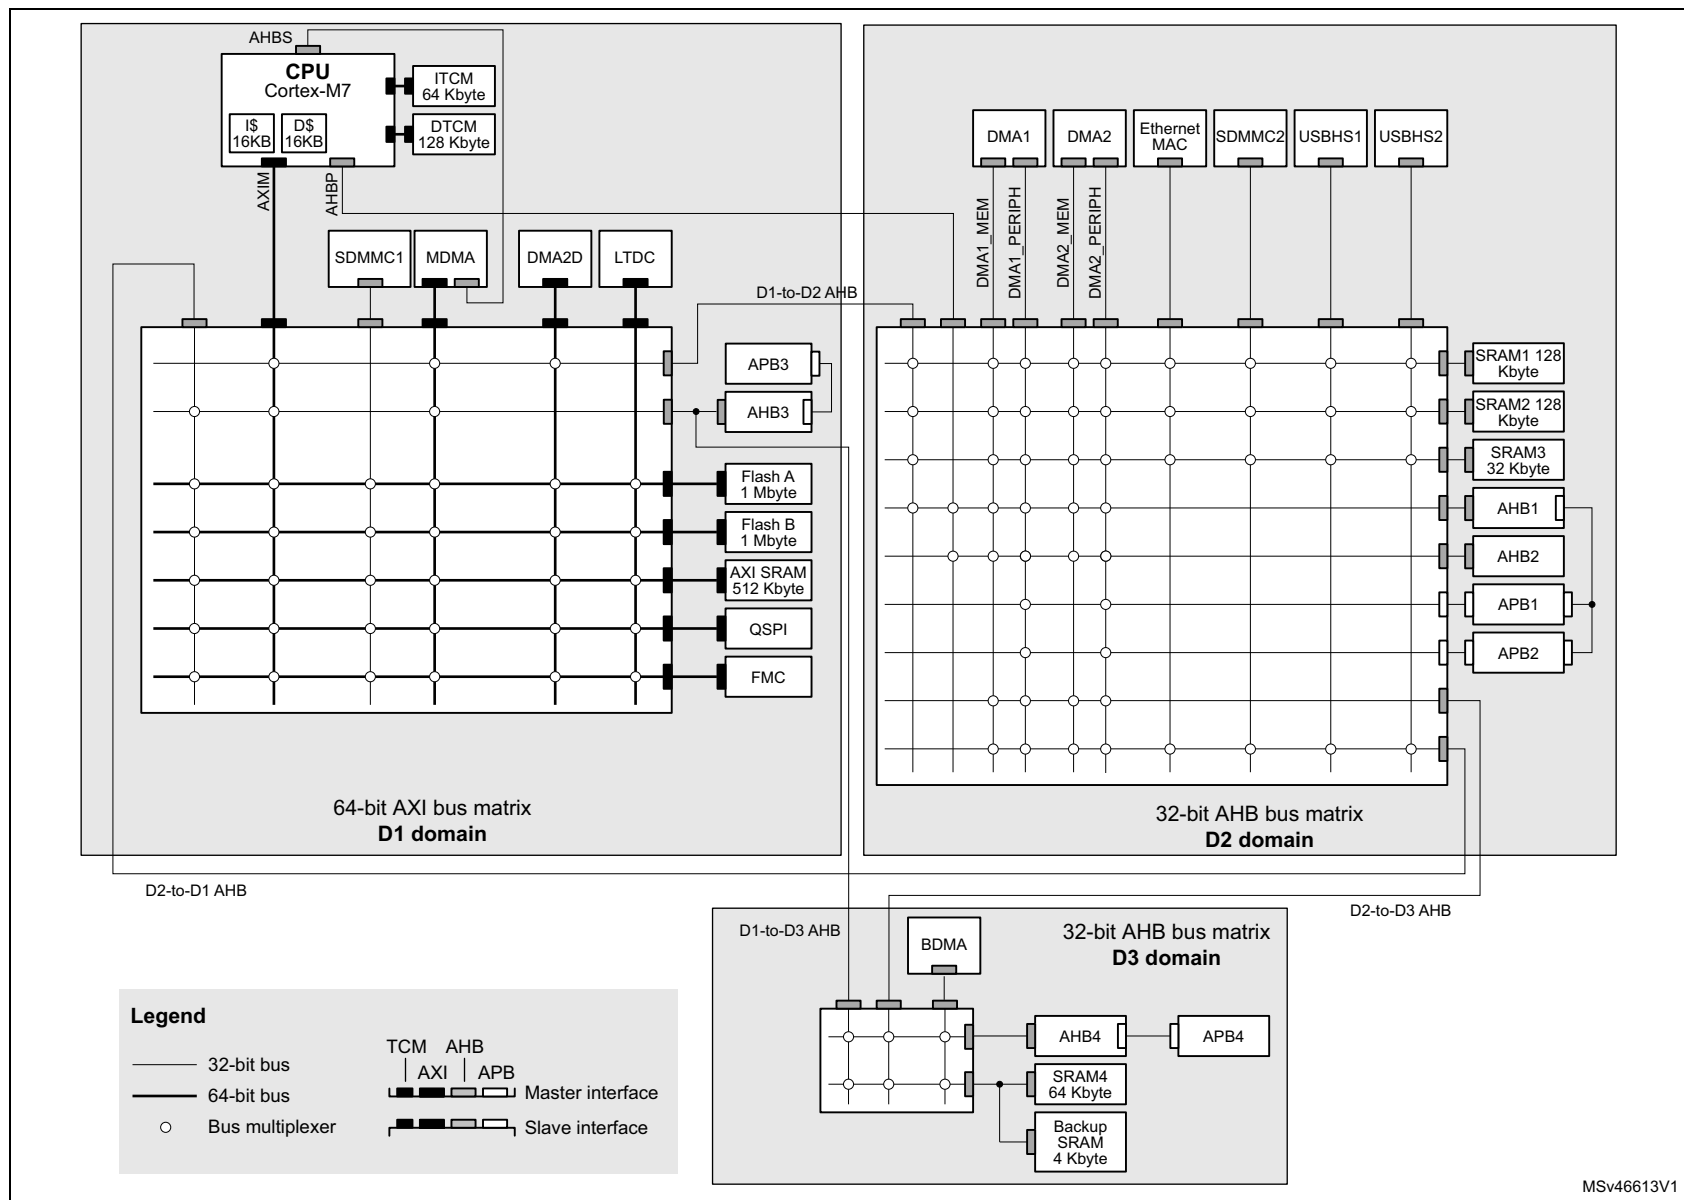 AHBS
CPU
Cortex-M7
I$
16KB
D$
16KB
ITCM
64 Kbyte
DTCM
128 Kbyte
AXIM
AHBP
SDMMC1
MDMA
DMA2D
LTDC
D1-to-D2 AHB
APB3
AHB3
Flash A
1 Mbyte
Flash B
1 Mbyte
AXI SRAM
512 Kbyte
QSPI
FMC
64-bit AXI bus matrix
D1 domain
DMA1
DMA2
Ethernet
MAC
SDMMC2
USBHS1
USBHS2
DMA1_MEM
DMA1_PERIPH
DMA2_MEM
DMA2_PERIPH
SRAM1 128
Kbyte
SRAM2 128
Kbyte
SRAM3
32 Kbyte
AHB1
AHB2
APB1
APB2
32-bit AHB bus matrix
D2 domain
D2-to-D1 AHB
D2-to-D3 AHB
D1-to-D3 AHB
BDMA
32-bit AHB bus matrix
D3 domain
AHB4
APB4
SRAM4
64 Kbyte
Backup
SRAM
4 Kbyte
Legend
32-bit bus
64-bit bus
Bus multiplexer
TCM
AHB
AXI
APB
Master interface
Slave interface
MSv46613V1